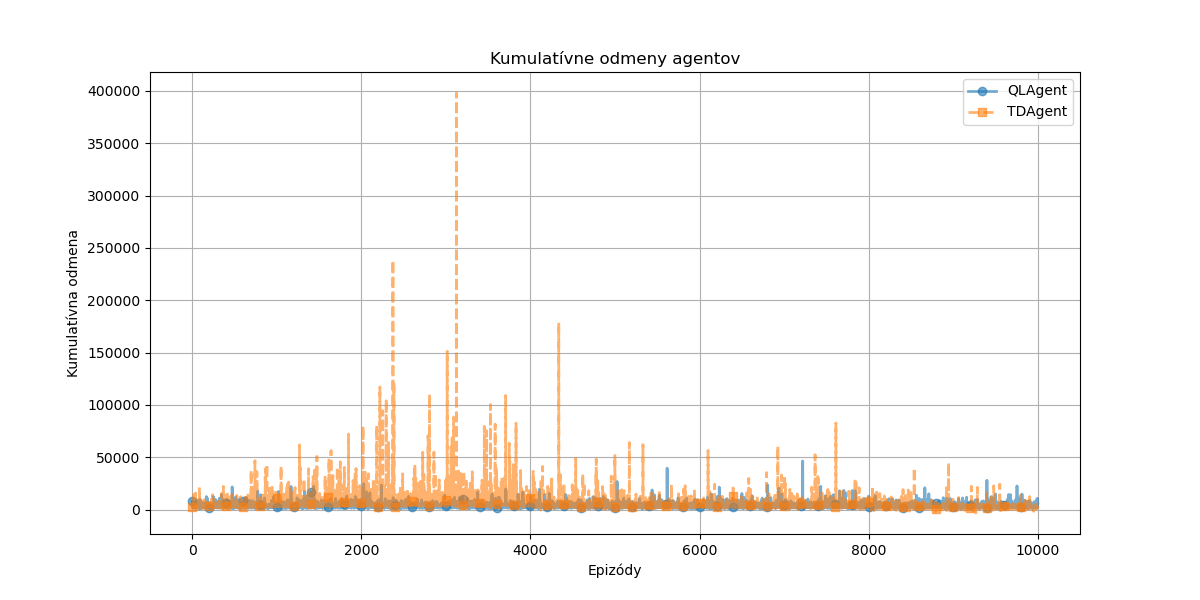 Kumulatívne odmeny agentov
QLAgent
TDAgent
400000
350000
300000
250000
200000
150000
100000
50000
0
Kumulatívna odmena
0 2000 4000 6000 8000 10000
Epizódy